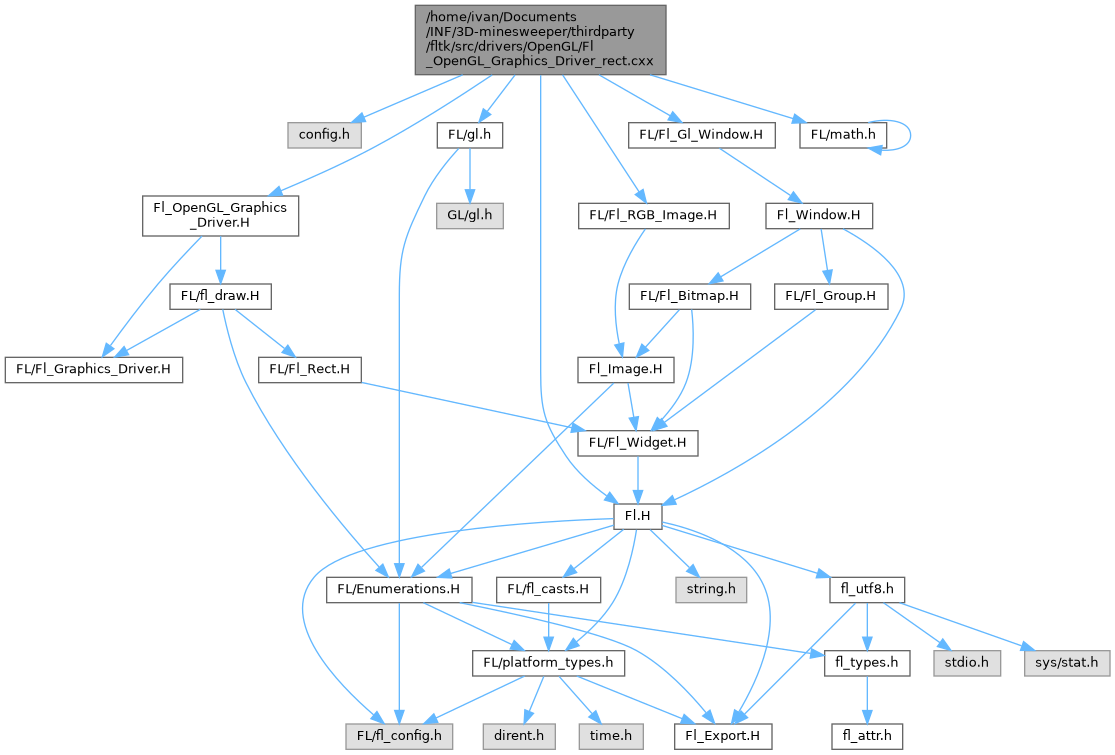 /home/ivan/Documents
/INF/3D-minesweeper/thirdparty
/fltk/src/drivers/OpenGL/Fl
_OpenGL_Graphics_Driver_rect.cxx
config.h
FL/gl.h
FL/Fl_Gl_Window.H
FL/math.h
Fl_OpenGL_Graphics
_Driver.H
GL/gl.h
FL/Fl_RGB_Image.H
Fl_Window.H
FL/fl_draw.H
FL/Fl_Bitmap.H
FL/Fl_Group.H
FL/Fl_Graphics_Driver.H
FL/Fl_Rect.H
Fl_Image.H
FL/Fl_Widget.H
Fl.H
FL/Enumerations.H
FL/fl_casts.H
string.h
fl_utf8.h
FL/platform_types.h
fl_types.h
stdio.h
sys/stat.h
FL/fl_config.h
dirent.h
time.h
Fl_Export.H
fl_attr.h